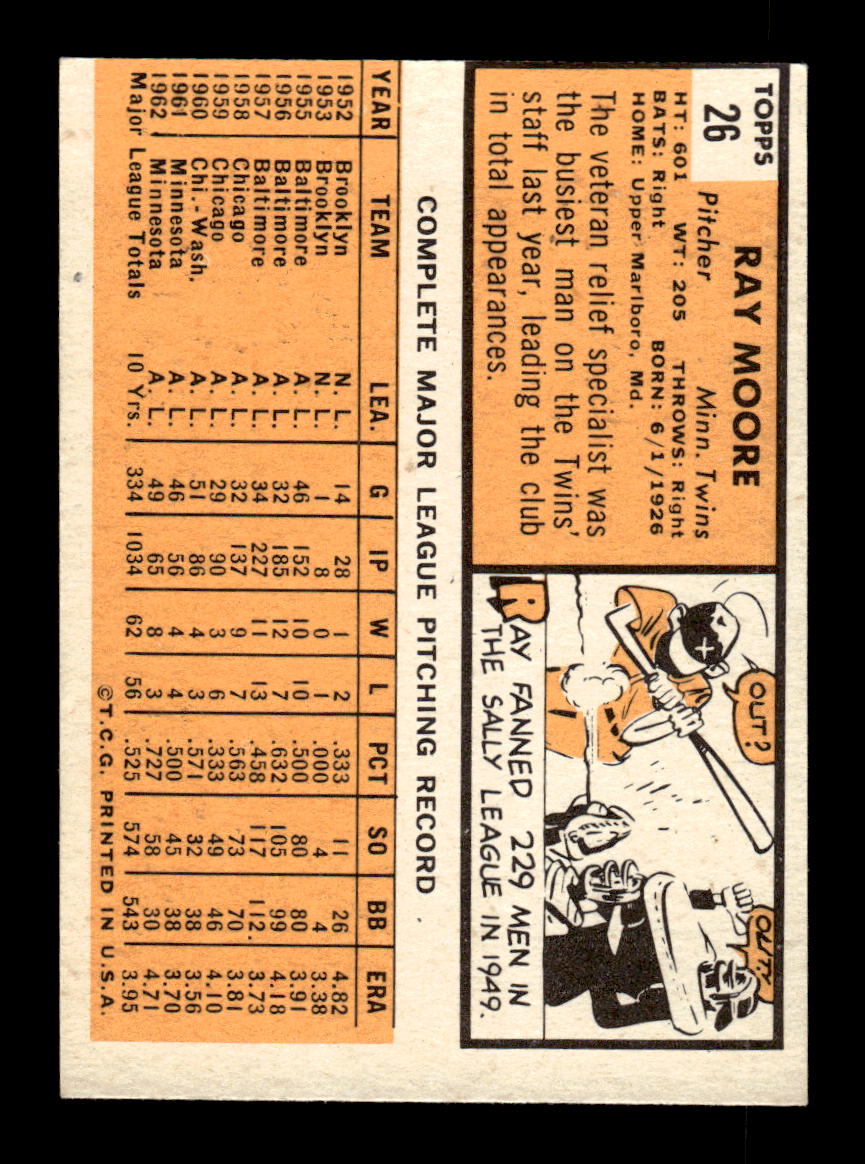 TOPPS
26
RAY MOORE
Pitcher Minn. Twins
HT: 601 WT: 205 THROWS: Right
BATS: Right BORN: 6/1/1926
HOME: Upper Marlboro, Md.
The veteran relief specialist was
the busiest man on the Twins'
staff last year, leading the club
in total appearances.
OUT?
OUT!
RAY FANNED 229 MEN IN
THE SALLY LEAGUE IN 1949.
COMPLETE MAJOR LEAGUE PITCHING RECORD
YEAR TEAM LEA. G IP W L PCT SO BB ERA
1952 Brooklyn N. L. 14 28 1 2 .333 11 26 4.82
1953 Brooklyn N. L. 1 8 0 1 .000 4 4 3.38
1955 Baltimore A. L. 46 152 10 10 .500 80 80 3.91
1956 Baltimore A. L. 32 185 12 7 .632 105 99 4.18
1957 Baltimore A. L. 34 227 11 13 .458 117 112. 3.73
1958 Chicago A. L. 32 137 9 7 .563 73 70 3.81
1959 Chicago A. L. 29 90 3 6 .333 49 46 4.10
1960 Chi.-Wash. A. L. 51 86 4 3 .571 32 38 3.56
1961 Minnesota A. L. 46 56 4 4 .500 45 38 3.70
1962 Minnesota A. L. 49 65 8 3 .727 58 30 4.71
Major League Totals 10 Yrs. 334 1034 62 56 .525 574 543 3.95
©T.C.G. PRINTED IN U.S.A.